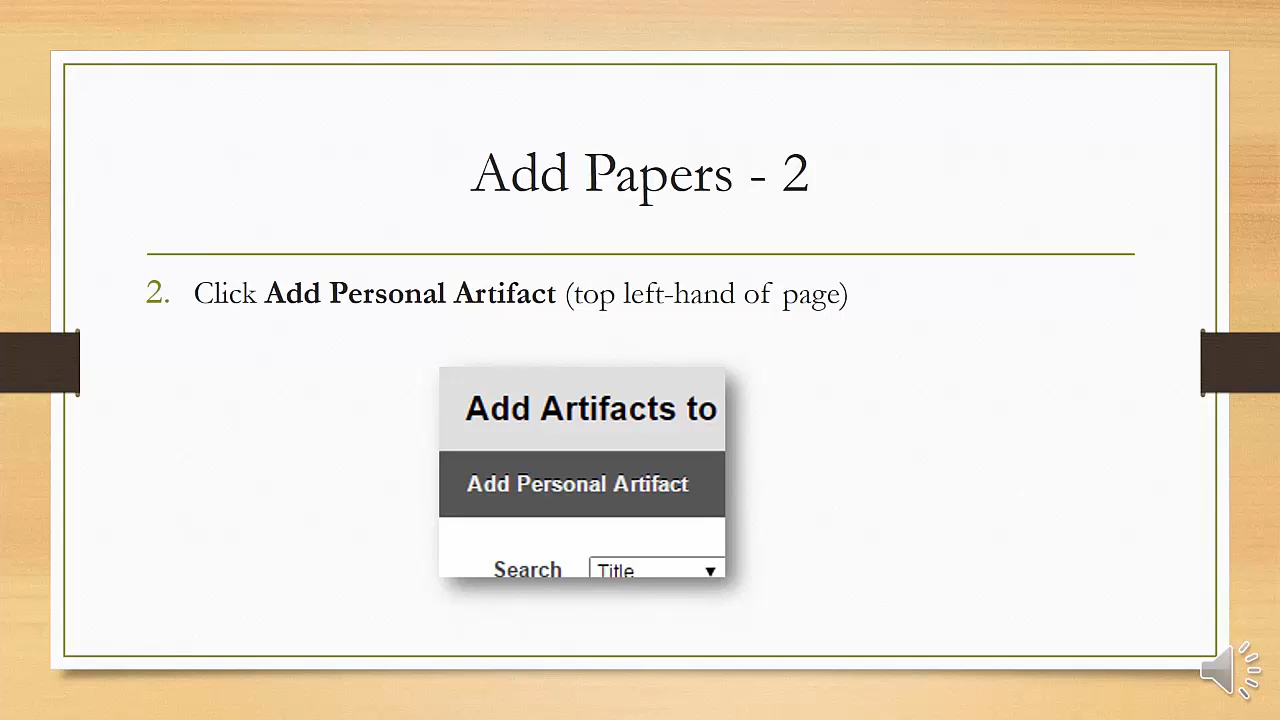 Add Papers - 2
2. Click Add Personal Artifact (top left-hand of page)
Add Artifacts to
Add Personal Artifact
Search Title